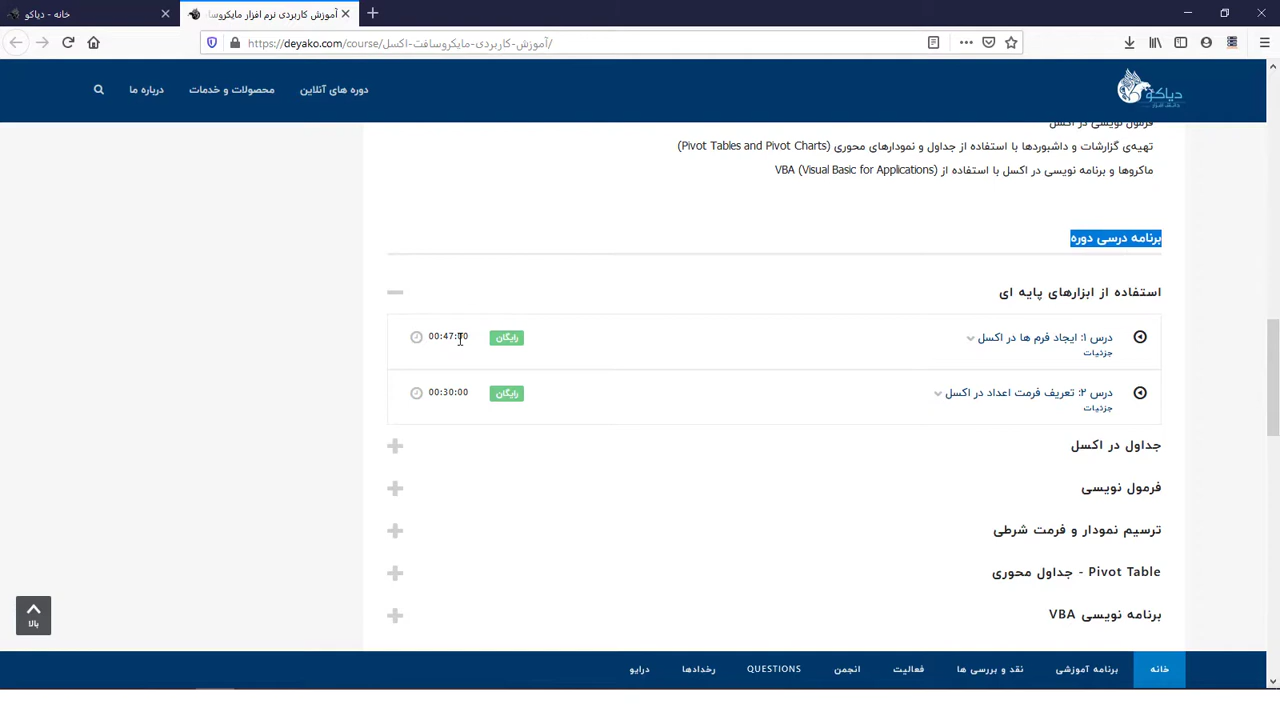 خانه - دیاکو
آموزش کاربردی نرم افزار مایکروسا
https://deyako.com/course/آموزش-کاربردی-مایکروسافت-اکسل/
دیاکو
دوره های آنلاین
محصولات و خدمات
درباره ما
فرمول نویسی در اکسل
تهیه‌ی گزارشات و داشبوردها با استفاده از جداول و نمودارهای محوری (Pivot Tables and Pivot Charts)
ماکروها و برنامه نویسی در اکسل با استفاده از VBA (Visual Basic for Applications)
برنامه درسی دوره
استفاده از ابزارهای پایه ای
درس ۱: ایجاد فرم ها در اکسل
رایگان
00:47:00
جزئیات
درس ۲: تعریف فرمت اعداد در اکسل
رایگان
00:30:00
جزئیات
جداول در اکسل
فرمول نویسی
ترسیم نمودار و فرمت شرطی
Pivot Table - جداول محوری
برنامه نویسی VBA
بالا
خانه
برنامه آموزشی
نقد و بررسی ها
فعالیت
انجمن
QUESTIONS
رخدادها
درایو